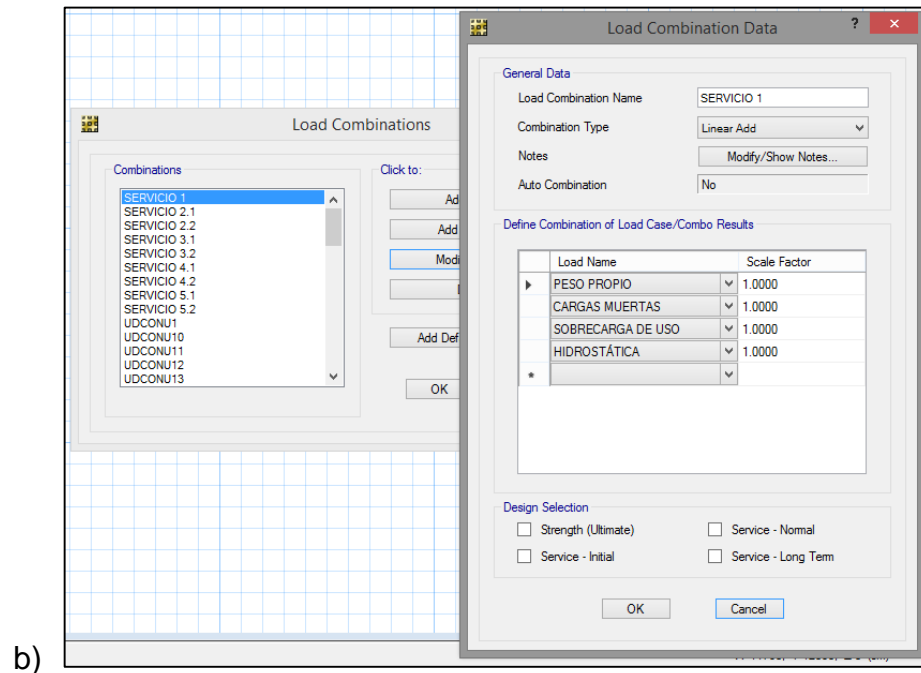 Load Combinations
Combinations
SERVICIO 1
SERVICIO 2.1
SERVICIO 2.2
SERVICIO 3.1
SERVICIO 3.2
SERVICIO 4.1
SERVICIO 4.2
SERVICIO 5.1
SERVICIO 5.2
UDCONU1
UDCONU10
UDCONU11
UDCONU12
UDCONU13
Click to:
Ad
Add
Modi
Add Def
OK
Load Combination Data
?
General Data
Load Combination Name SERVICIO 1
Combination Type Linear Add
Notes Modify/Show Notes...
Auto Combination No
Define Combination of Load Case/Combo Results
Load Name Scale Factor
PESO PROPIO 1.0000
CARGAS MUERTAS 1.0000
SOBRECARGA DE USO 1.0000
HIDROSTÁTICA 1.0000
*
Design Selection
Strength (Ultimate) Service - Normal
Service - Initial Service - Long Term
OK Cancel
b)